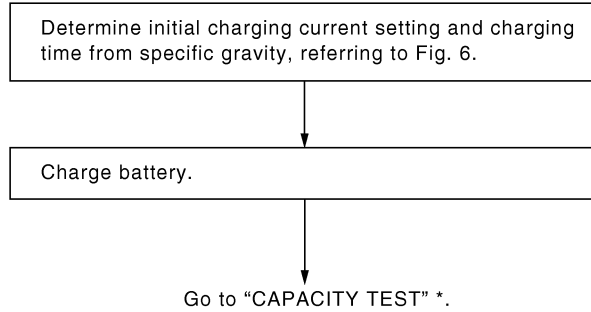 Determine initial charging current setting and charging
time from specific gravity, referring to Fig. 6.
Charge battery.
Go to “CAPACITY TEST” *.